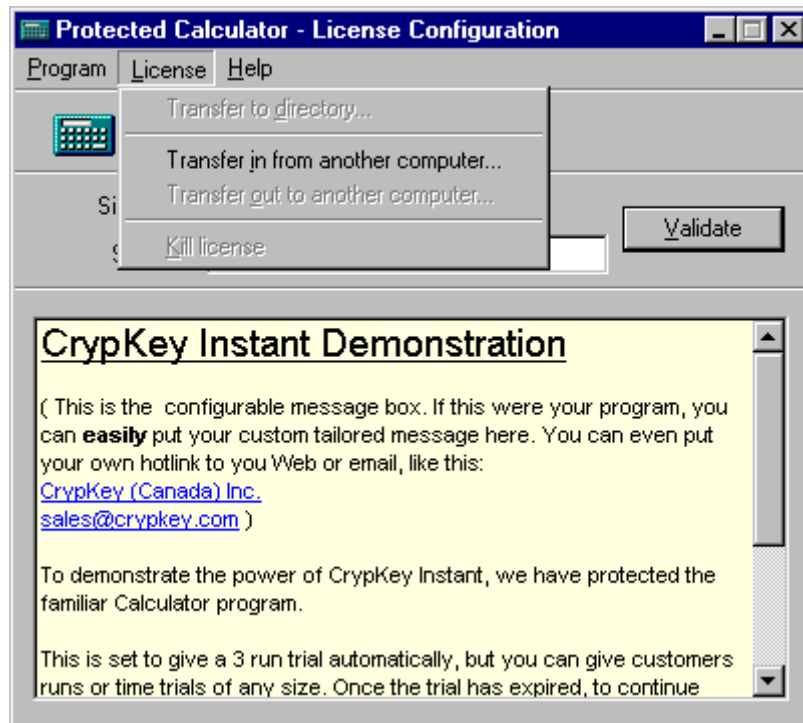 Protected Calculator - License Configuration
Program License Help
Transfer to directory...
Transfer in from another computer...
Transfer out to another computer...
Kill license
Validate
CrypKey Instant Demonstration
( This is the configurable message box. If this were your program, you
can easily put your custom tailored message here. You can even put
your own hotlink to you Web or email, like this:
CrypKey (Canada) Inc.
sales@crypkey.com )
To demonstrate the power of CrypKey Instant, we have protected the
familiar Calculator program.
This is set to give a 3 run trial automatically, but you can give customers
runs or time trials of any size. Once the trial has expired, to continue